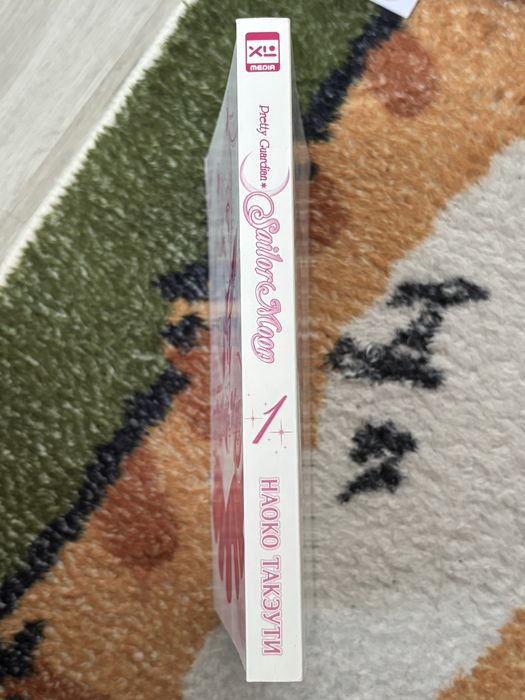 XL MEDIA
Pretty Guardian *
Sailor Moon
1
НАОКО ТАКЭУТИ